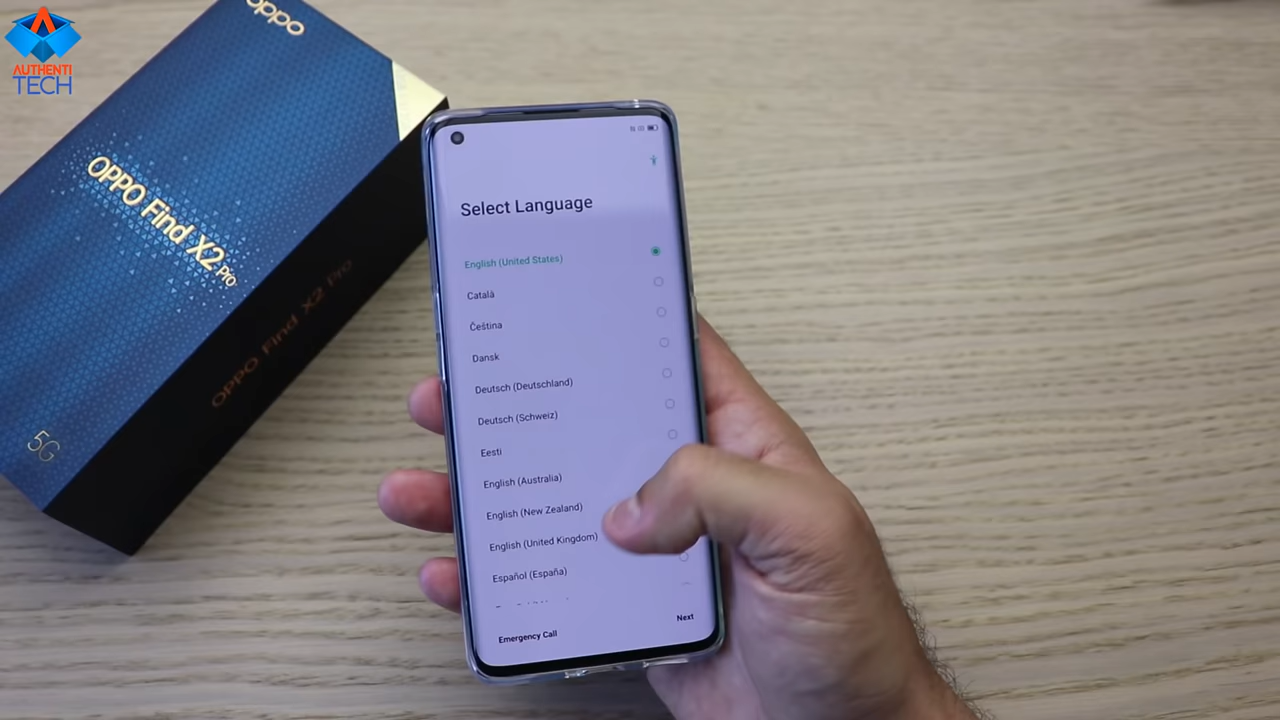 oppo
AUTHENTI
TECH
OPPO Find X2 Pro
OPPO Find X2 Pro
5G
Select Language
English (United States)
Català
Čeština
Dansk
Deutsch (Deutschland)
Deutsch (Schweiz)
Eesti
English (Australia)
English (New Zealand)
English (United Kingdom)
Español (España)
Emergency Call
Next